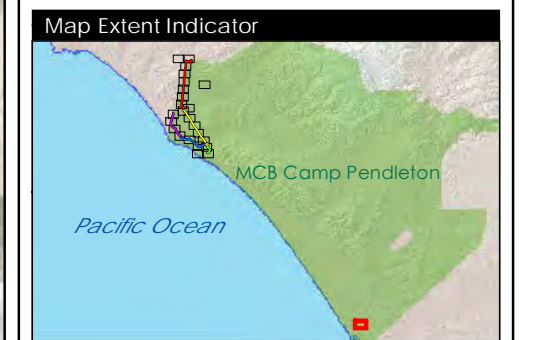 Map Extent Indicator
MCB Camp Pendleton
Pacific Ocean